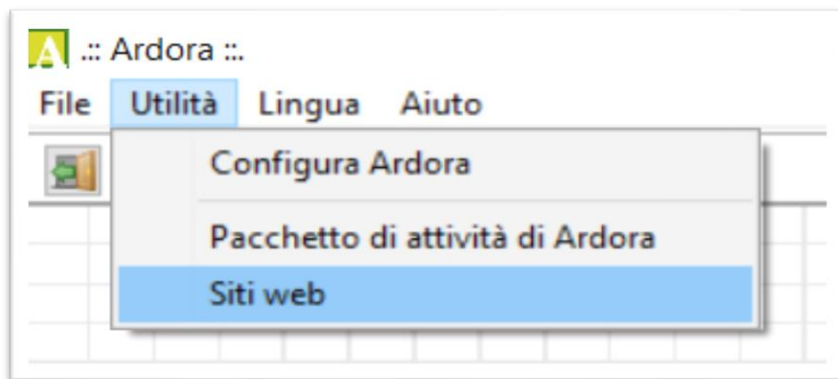 A .:: Ardora ::.
File Utilità Lingua Aiuto
Configura Ardora
Pacchetto di attività di Ardora
Siti web